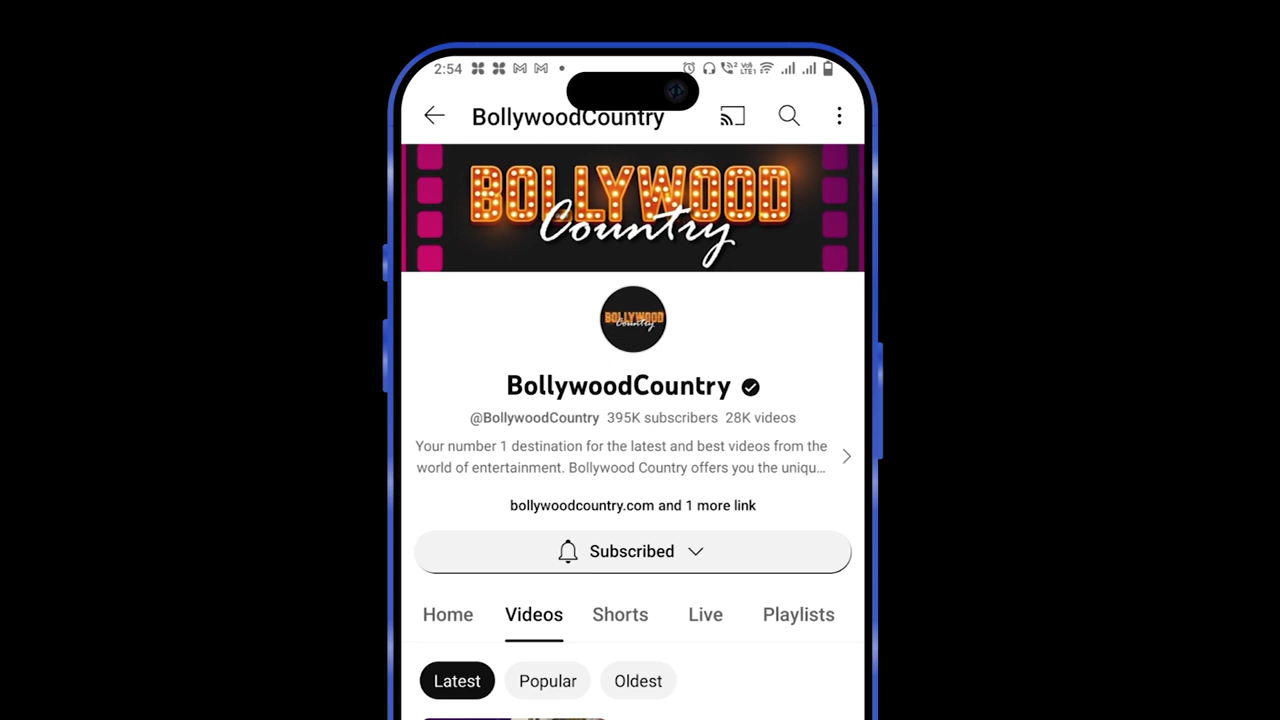 2:54
VoLTE1
BollywoodCountry
BOLLYWOOD
Country
BOLLYWOOD
Country
BollywoodCountry
@BollywoodCountry 395K subscribers 28K videos
Your number 1 destination for the latest and best videos from the
world of entertainment. Bollywood Country offers you the uniqu...
bollywoodcountry.com and 1 more link
Subscribed
Home Videos Shorts Live Playlists
Latest Popular Oldest